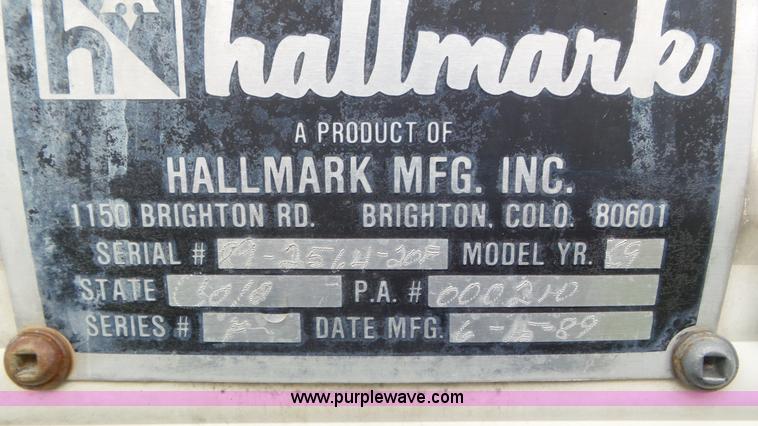 h hallmark
A PRODUCT OF
HALLMARK MFG. INC.
1150 BRIGHTON RD. BRIGHTON, COLO. 80601
SERIAL # 89-2564-20F MODEL YR. 89
STATE COLO P.A. # 000210
SERIES # DATE MFG. 6-15-89
www.purplewave.com